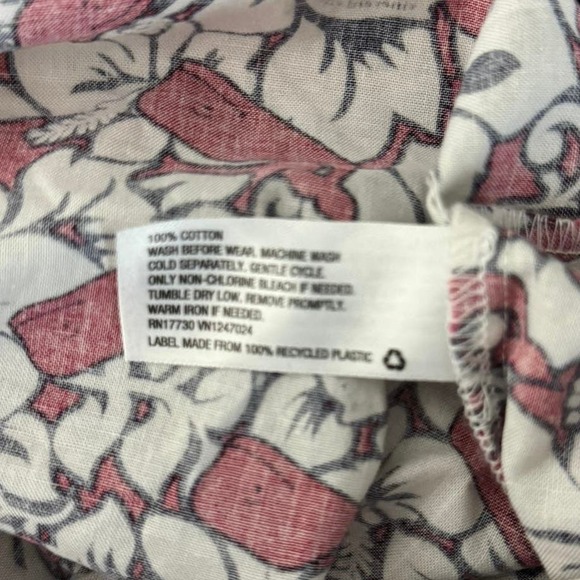 100% COTTON
WASH BEFORE WEAR. MACHINE WASH
COLD SEPARATELY. GENTLE CYCLE.
ONLY NON-CHLORINE BLEACH IF NEEDED.
TUMBLE DRY LOW. REMOVE PROMPTLY.
WARM IRON IF NEEDED.
RN17730 VN1247024
LABEL MADE FROM 100% RECYCLED PLASTIC